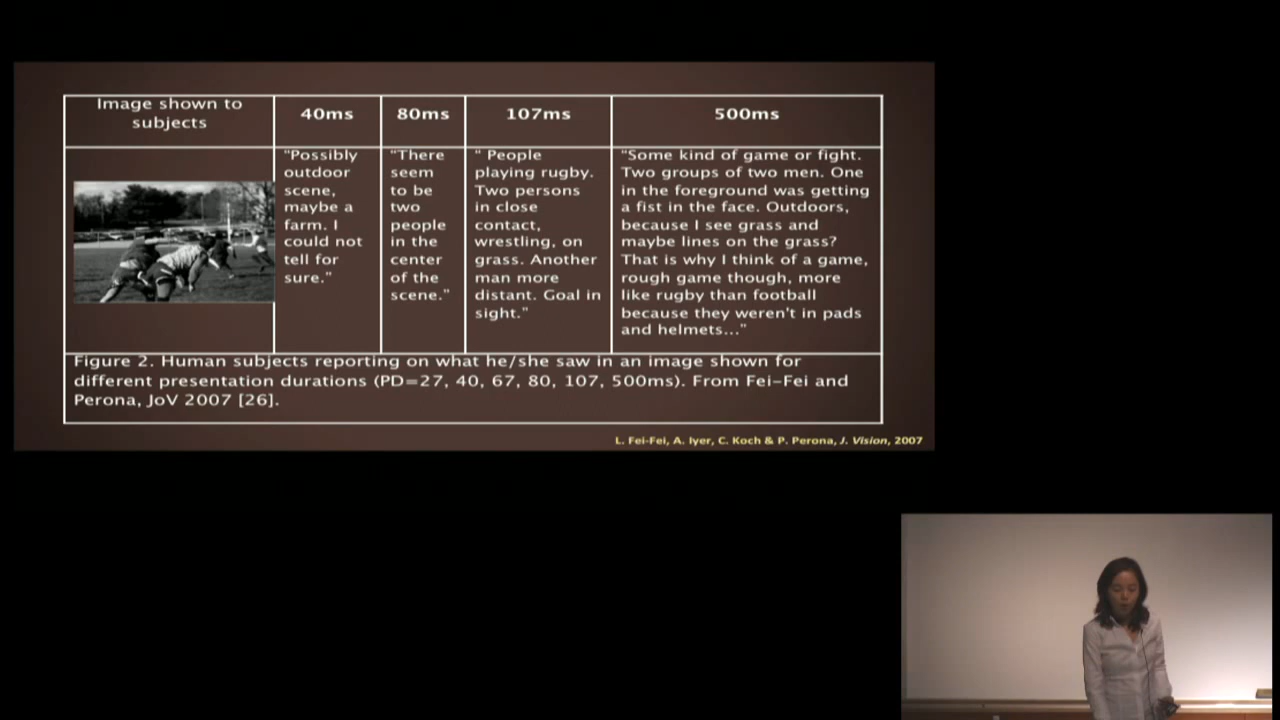 Image shown to
subjects
40ms
80ms
107ms
500ms
"Possibly
outdoor
scene,
maybe a
farm. I
could not
tell for
sure."
"There
seem
to be
two
people
in the
center
of the
scene."
" People
playing rugby.
Two persons
in close
contact,
wrestling, on
grass. Another
man more
distant. Goal in
sight."
"Some kind of game or fight.
Two groups of two men. One
in the foreground was getting
a fist in the face. Outdoors,
because I see grass and
maybe lines on the grass?
That is why I think of a game,
rough game though, more
like rugby than football
because they weren't in pads
and helmets..."
Figure 2. Human subjects reporting on what he/she saw in an image shown for
different presentation durations (PD=27, 40, 67, 80, 107, 500ms). From Fei-Fei and
Perona, JoV 2007 [26].
L. Fei-Fei, A. Iyer, C. Koch & P. Perona, J. Vision, 2007